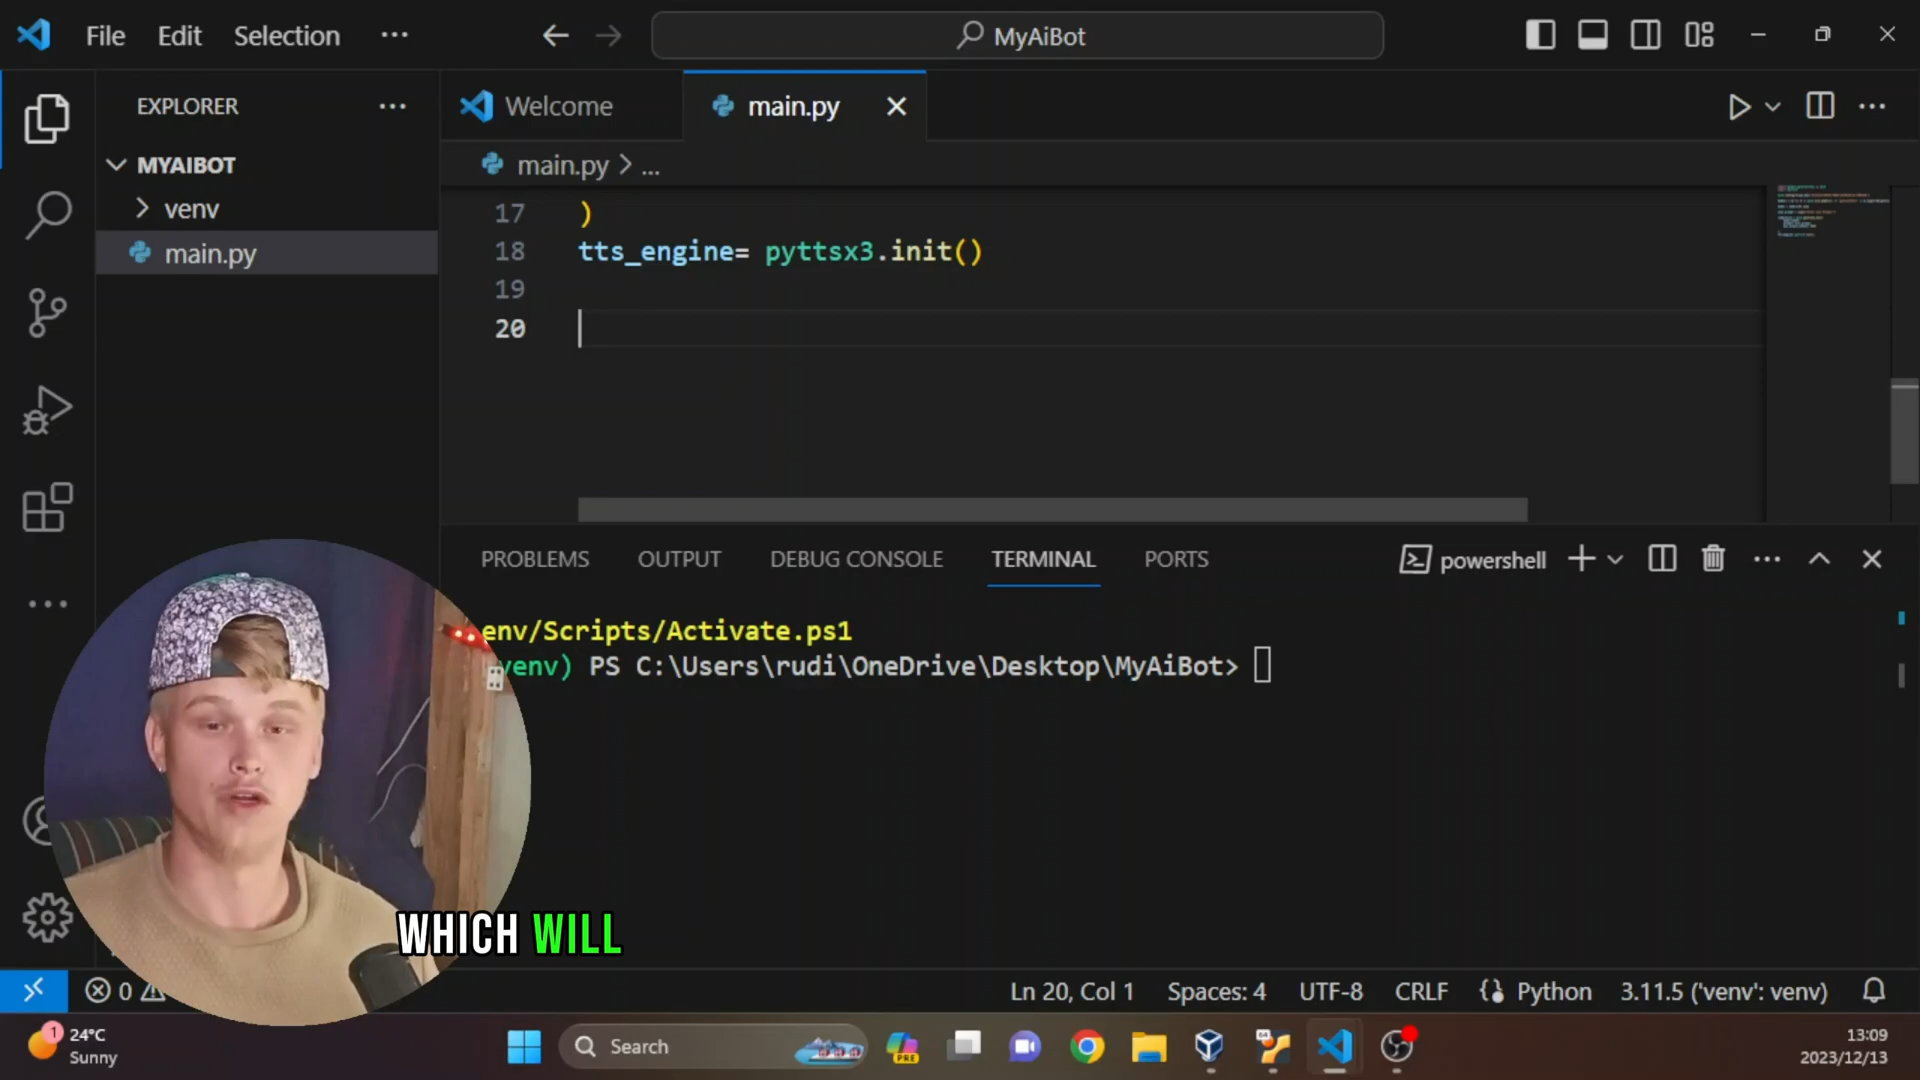 File Edit Selection ...
MyAiBot
EXPLORER ...
MYAIBOT
venv
main.py
Welcome
main.py
main.py > ...
17 )
18 tts_engine= pyttsx3.init()
19
20
PROBLEMS OUTPUT DEBUG CONSOLE TERMINAL PORTS
powershell
env/Scripts/Activate.ps1
venv) PS C:\Users\rudi\OneDrive\Desktop\MyAiBot>
WHICH WILL
0
Ln 20, Col 1 Spaces: 4 UTF-8 CRLF Python 3.11.5 ('venv': venv)
1
24°C
Sunny
Search
PRE
64
13:09
2023/12/13